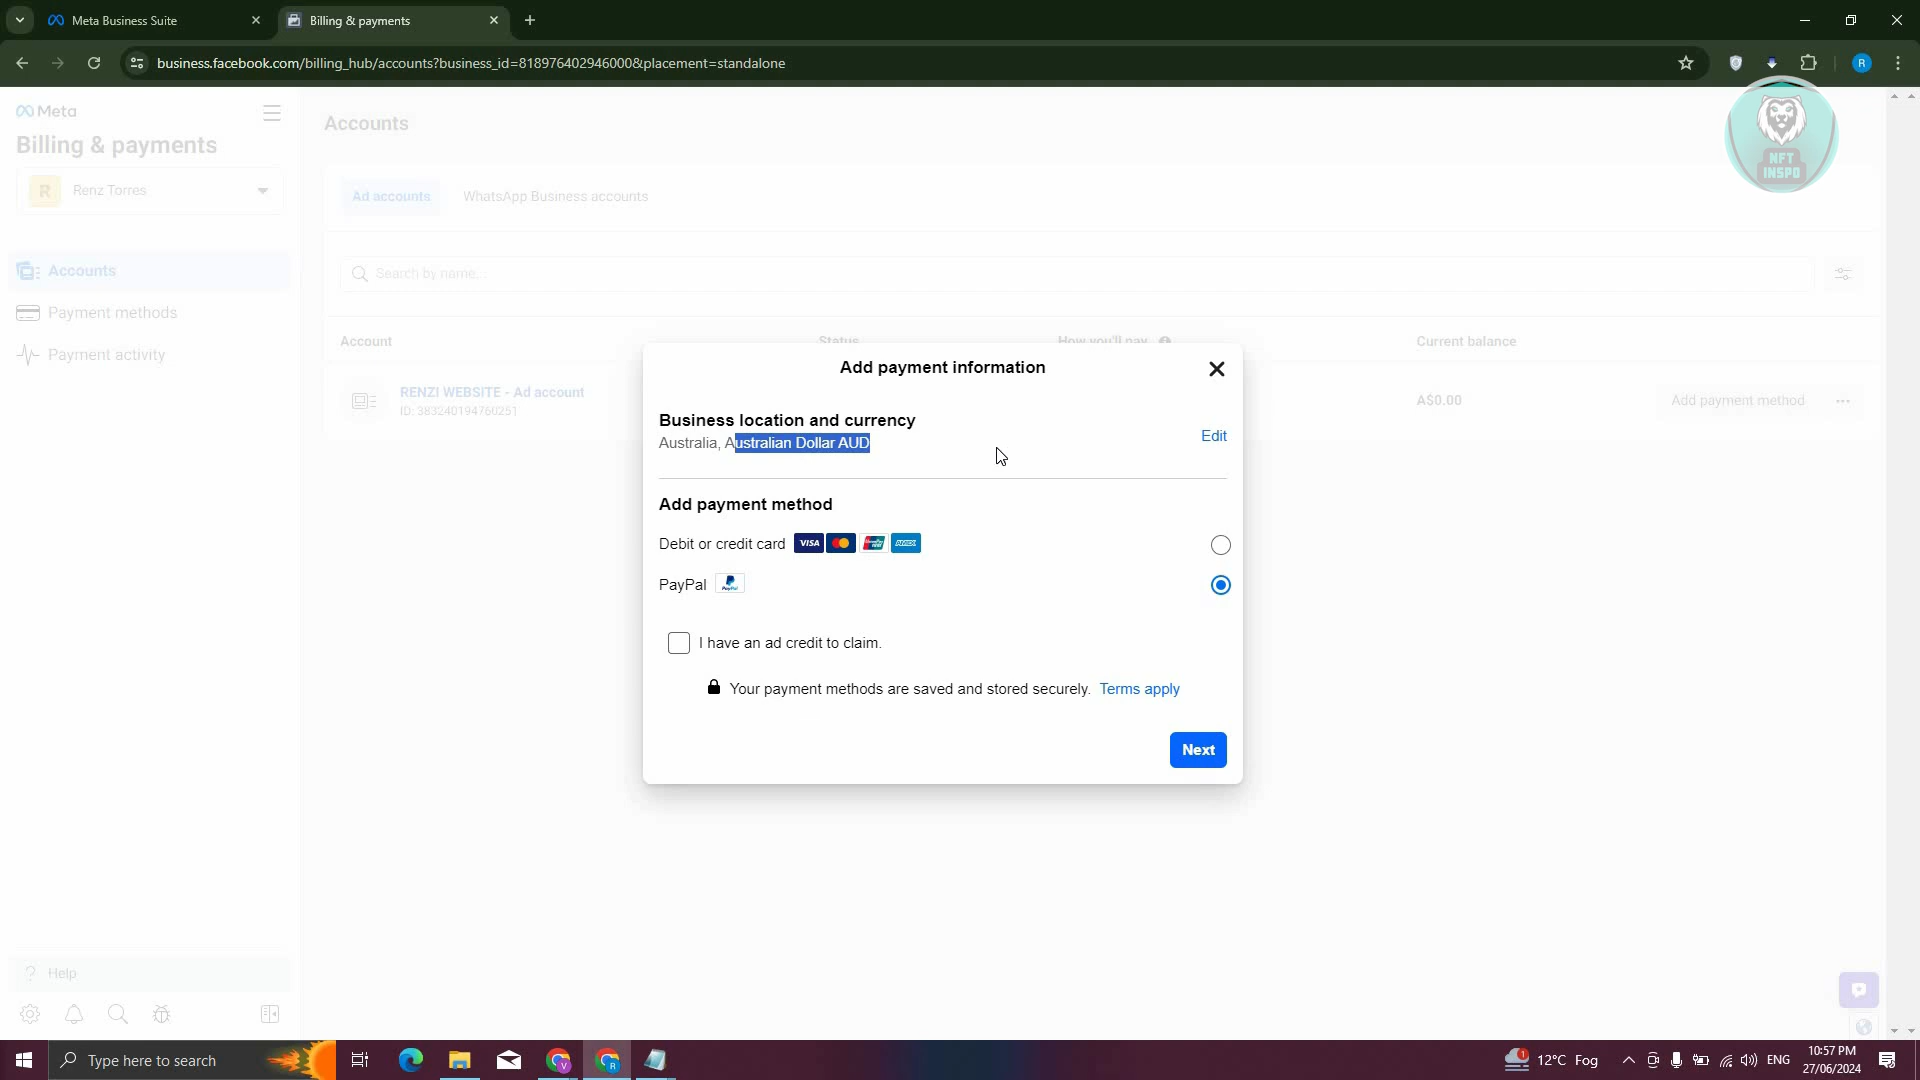 Meta Business Suite
Billing & payments
business.facebook.com/billing_hub/accounts?business_id=818976402946000&placement=standalone
R
Meta
Billing & payments
R
Renz Torres
Accounts
Payment methods
Payment activity
Help
Accounts
Ad accounts
WhatsApp Business accounts
Search by name...
Account
Status
How you'll pay
Current balance
RENZI WEBSITE - Ad account
ID: 383240194760251
A$0.00
Add payment method
NFT
INSPO
Add payment information
Business location and currency
Australia, Australian Dollar AUD
Edit
Add payment method
Debit or credit card
VISA
AMEX
PayPal
PayPal
I have an ad credit to claim.
Your payment methods are saved and stored securely. Terms apply
Next
Type here to search
V
R
1
12°C Fog
ENG
10:57 PM
27/06/2024